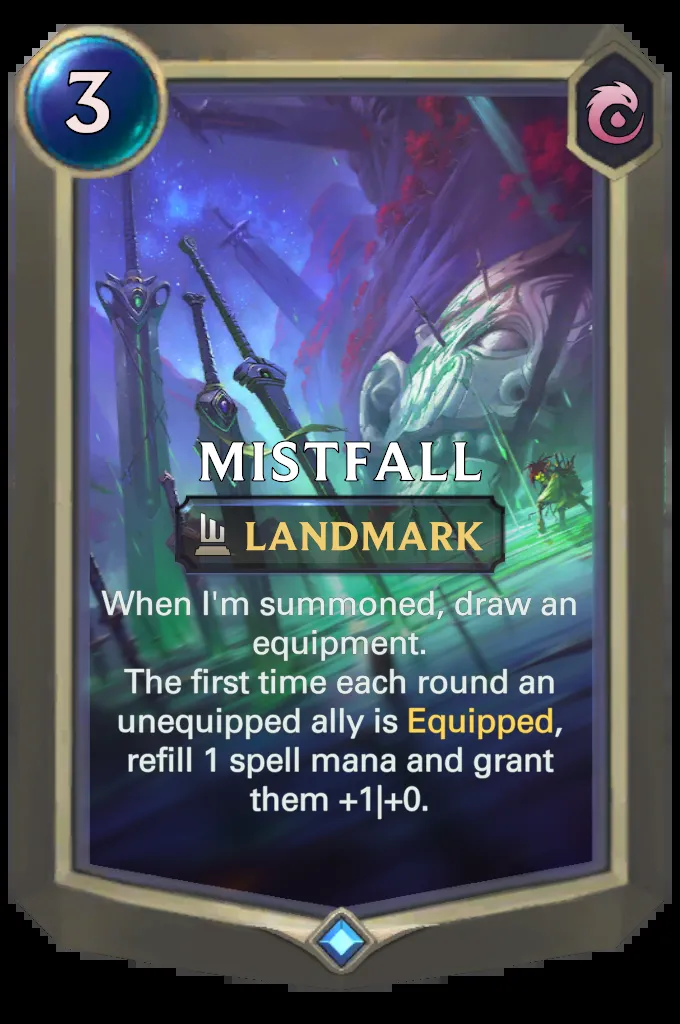 3
MISTFALL
LANDMARK
When I'm summoned, draw an
equipment.
The first time each round an
unequipped ally is Equipped,
refill 1 spell mana and grant
them +1|+0.